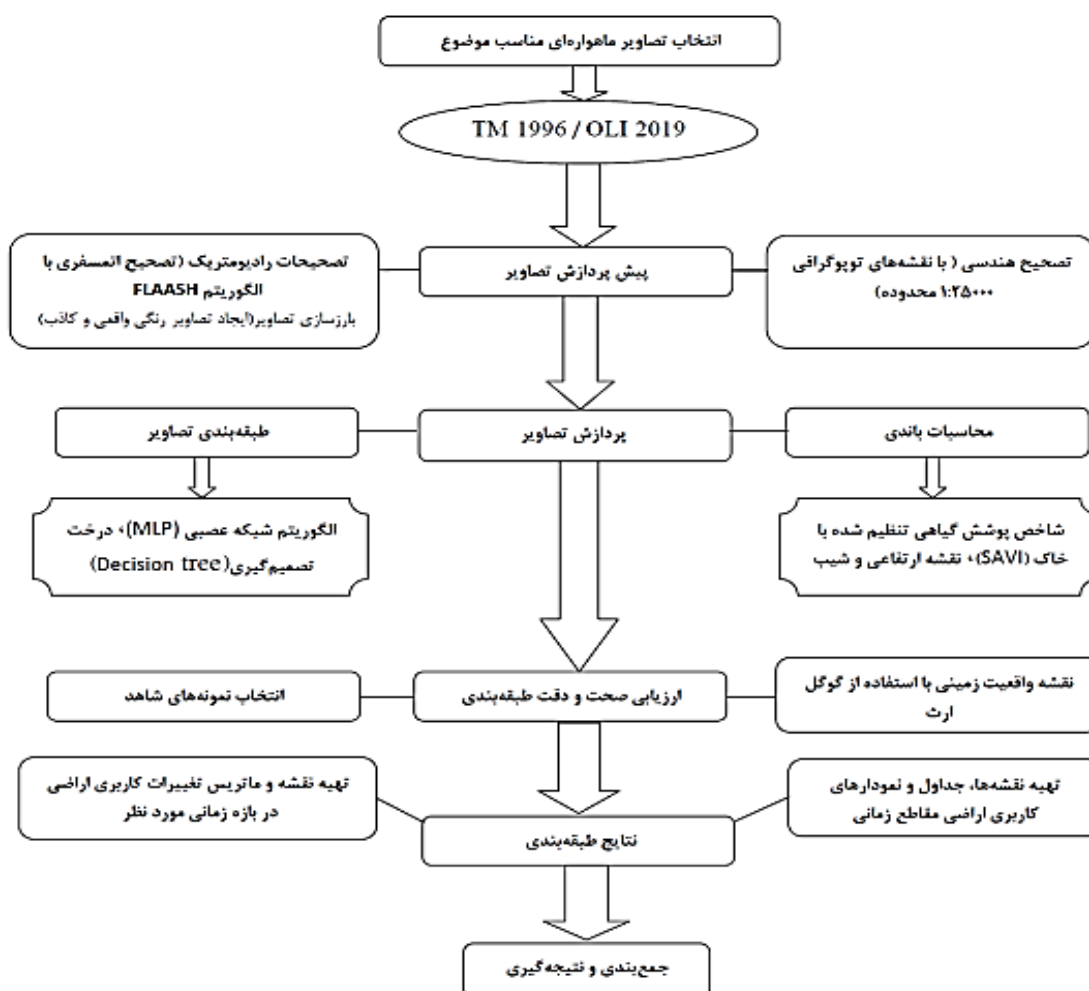 انتخاب تصاویر ماهواره‌ای مناسب موضوع
TM 1996 / OLI 2019
تصحیح هندسی ( با نقشه‌های توپوگرافی
۱:۲۵۰۰۰ محدوده)
پیش پردازش تصاویر
تصحیحات رادیومتریک (تصحیح اتمسفری با
الگوریتم FLAASH
بارزسازی تصاویر(ایجاد تصاویر رنگی واقعی و کاذب)
محاسبات باندی
پردازش تصاویر
طبقه‌بندی تصاویر
شاخص پوشش گیاهی تنظیم شده با
خاک (SAVI)، نقشه ارتفاعی و شیب
الگوریتم شبکه عصبی (MLP)، درخت
تصمیم‌گیری(Decision tree)
نقشه واقعیت زمینی با استفاده از گوگل
ارث
ارزیابی صحت و دقت طبقه‌بندی
انتخاب نمونه‌های شاهد
تهیه نقشه‌ها، جداول و نمودارهای
کاربری اراضی مقاطع زمانی
تهیه نقشه و ماتریس تغییرات کاربری اراضی
در بازه زمانی مورد نظر
نتایج طبقه‌بندی
جمع‌بندی و نتیجه‌گیری